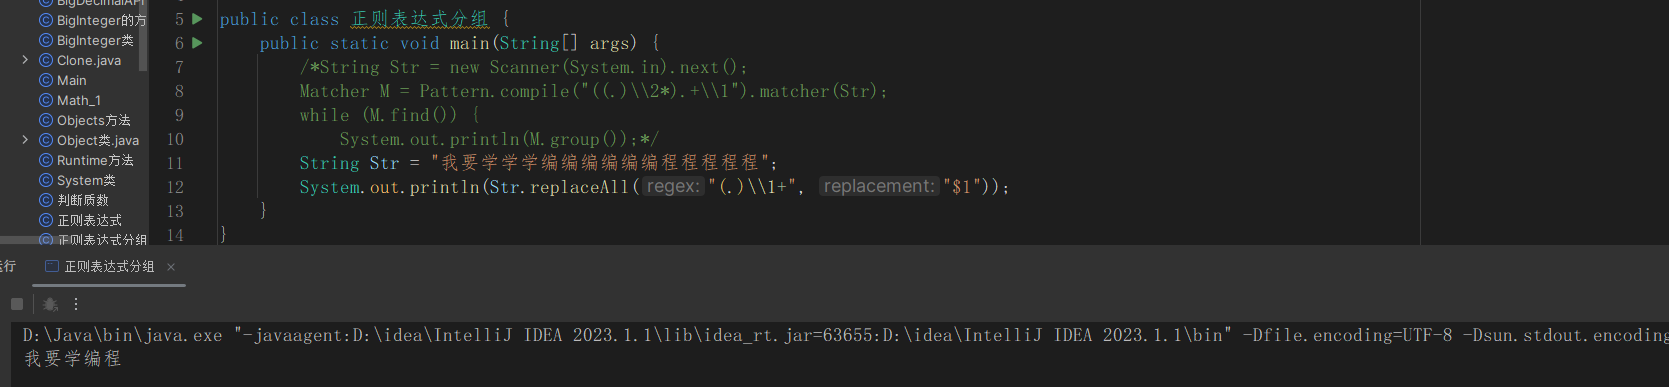 BigDecimalAPI
BigInteger的方
BigInteger类
Clone.java
Main
Math_1
Objects方法
Object类.java
Runtime方法
System类
判断质数
正则表达式
正则表达式分组
5 public class 正则表达式分组 {
6 public static void main(String[] args) {
7 /*String Str = new Scanner(System.in).next();
8 Matcher M = Pattern.compile("((.)\\2*).+\\1").matcher(Str);
9 while (M.find()) {
10 System.out.println(M.group());*/
11 String Str = "我要学学学编编编编编编程程程程程";
12 System.out.println(Str.replaceAll( regex: "(.)\\1+", replacement: "$1"));
13 }
14 }
运行 正则表达式分组 ×
D:\Java\bin\java.exe "-javaagent:D:\idea\IntelliJ IDEA 2023.1.1\lib\idea_rt.jar=63655:D:\idea\IntelliJ IDEA 2023.1.1\bin" -Dfile.encoding=UTF-8 -Dsun.stdout.encoding
我要学编程